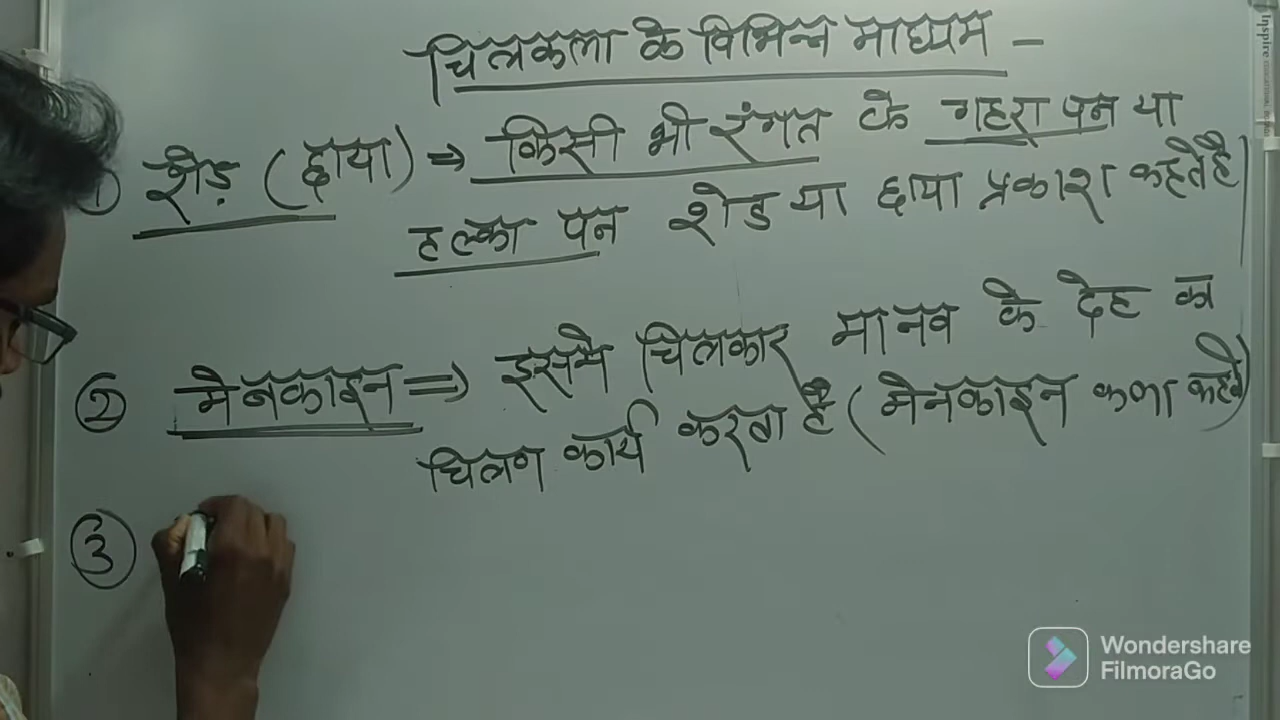 चित्रकला के विभिन्न माध्यम –
① शेड़ (छाया) ⇒ किसी भी रंगत के गहरा पन या
हल्का पन शेड या छाया प्रकाश कहते है|
② मेनकाइन ⇒ इसमे चित्रकार मानव के देह का
चित्रण कार्य करता है (मेनकाइन कला कहते)
③
Wondershare
FilmoraGo
Inspire